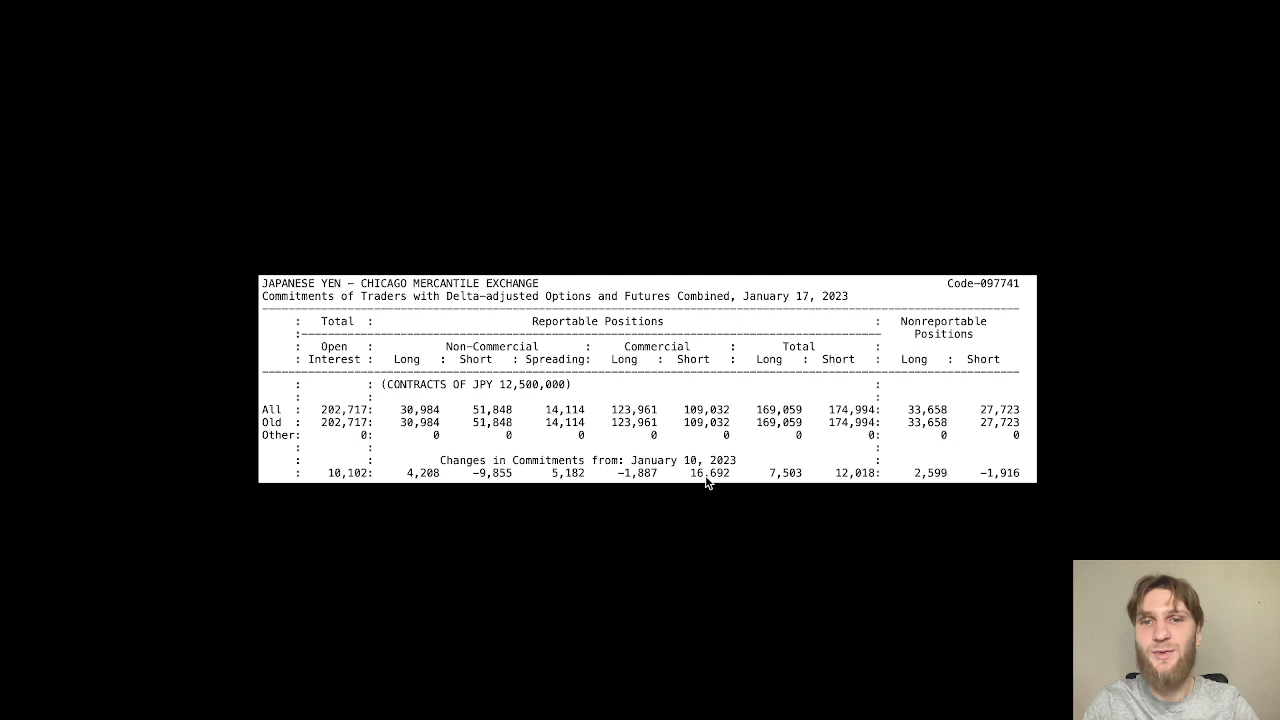 JAPANESE YEN – CHICAGO MERCANTILE EXCHANGE Code–097741
Commitments of Traders with Delta–adjusted Options and Futures Combined, January 17, 2023
: Total : Reportable Positions : Nonreportable
: Positions
: Open : Non–Commercial : Commercial : Total :
: Interest : Long : Short : Spreading: Long : Short : Long : Short : Long : Short
: : (CONTRACTS OF JPY 12,500,000) :
: : :
All : 202,717: 30,984 51,848 14,114 123,961 109,032 169,059 174,994: 33,658 27,723
Old : 202,717: 30,984 51,848 14,114 123,961 109,032 169,059 174,994: 33,658 27,723
Other: 0: 0 0 0 0 0 0 0: 0 0
: : :
: : Changes in Commitments from: January 10, 2023 :
: 10,102: 4,208 –9,855 5,182 –1,887 16,692 7,503 12,018: 2,599 –1,916